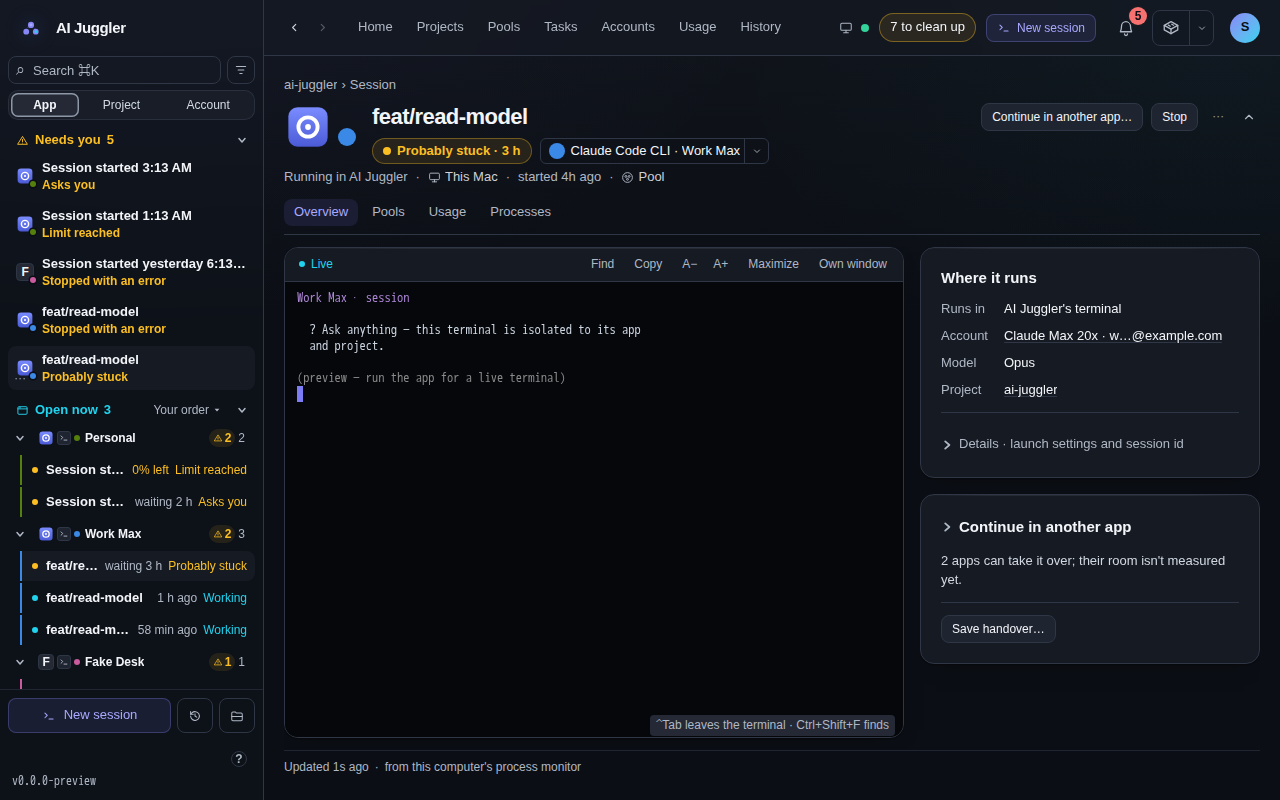 AI Juggler
Search ⌘K
App Project Account
Needs you 5
Session started 3:13 AM
Asks you
Session started 1:13 AM
Limit reached
F Session started yesterday 6:13…
Stopped with an error
feat/read-model
Stopped with an error
feat/read-model
Probably stuck
Open now 3 Your order
Personal 2 2
Session st… 0% left Limit reached
Session st… waiting 2 h Asks you
Work Max 2 3
feat/re… waiting 3 h Probably stuck
feat/read-model 1 h ago Working
feat/read-m… 58 min ago Working
F Fake Desk 1 1
New session
?
v0.0.0-preview
Home Projects Pools Tasks Accounts Usage History
7 to clean up
New session
5
S
ai-juggler › Session
feat/read-model
Continue in another app… Stop ···
Probably stuck · 3 h Claude Code CLI · Work Max
Running in AI Juggler · This Mac · started 4h ago · Pool
Overview Pools Usage Processes
Live Find Copy A− A+ Maximize Own window
Work Max · session
? Ask anything — this terminal is isolated to its app
and project.
(preview — run the app for a live terminal)
^Tab leaves the terminal · Ctrl+Shift+F finds
Where it runs
Runs in AI Juggler's terminal
Account Claude Max 20x · w…@example.com
Model Opus
Project ai-juggler
Details · launch settings and session id
Continue in another app
2 apps can take it over; their room isn't measured
yet.
Save handover…
Updated 1s ago · from this computer's process monitor